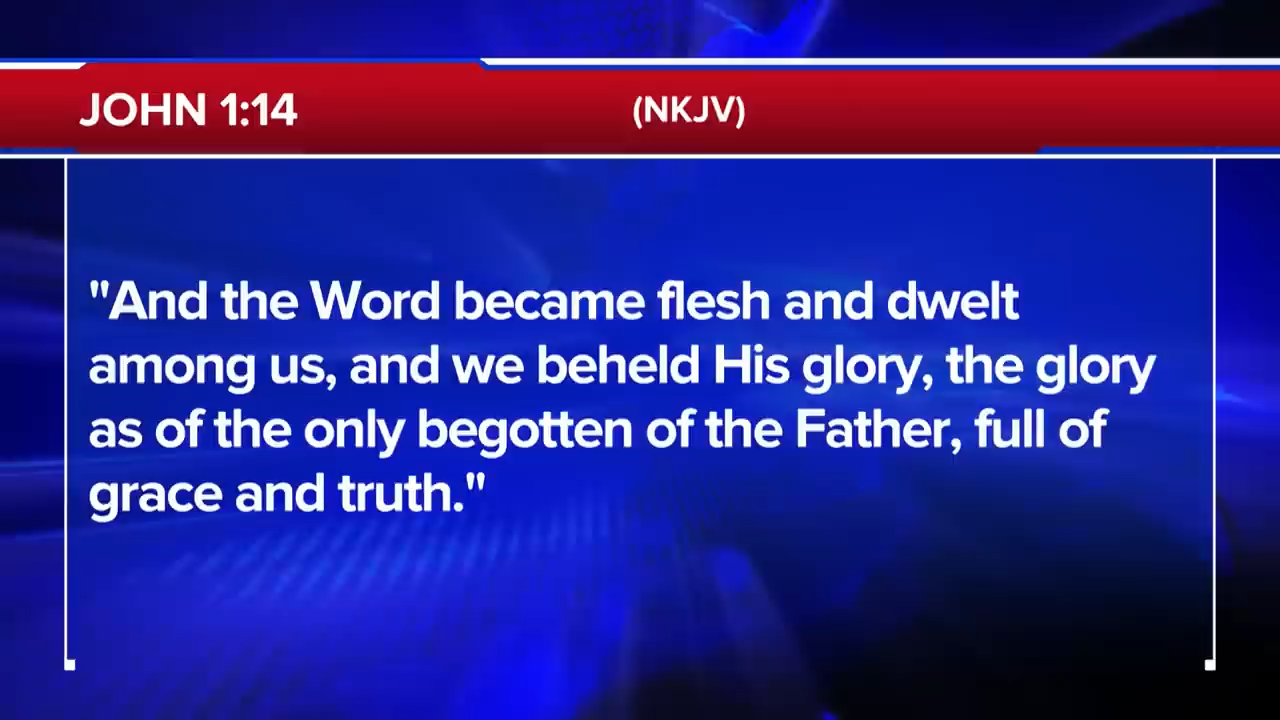 JOHN 1:14 (NKJV)
"And the Word became flesh and dwelt
among us, and we beheld His glory, the glory
as of the only begotten of the Father, full of
grace and truth."